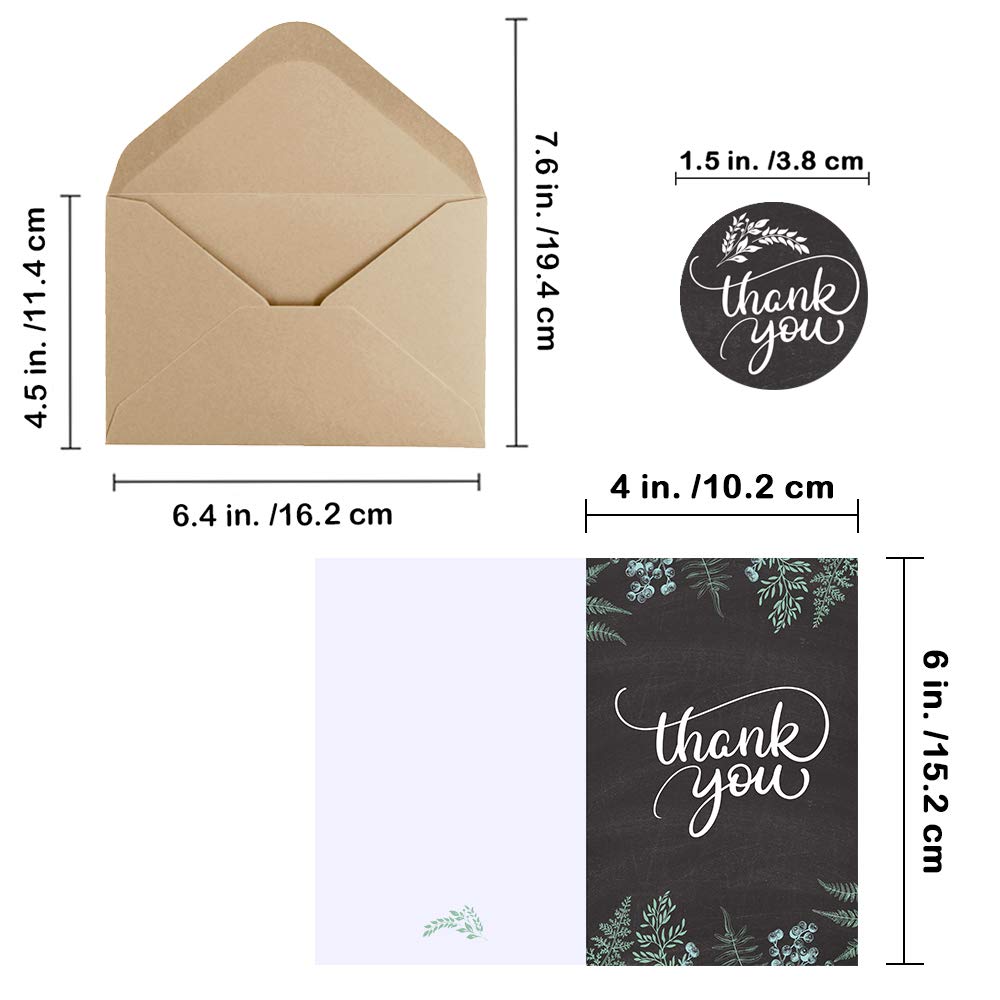 7.6 in. /19.4 cm
4.5 in. /11.4 cm
6.4 in. /16.2 cm
1.5 in. /3.8 cm
thank
you
4 in. /10.2 cm
6 in. /15.2 cm
thank
you